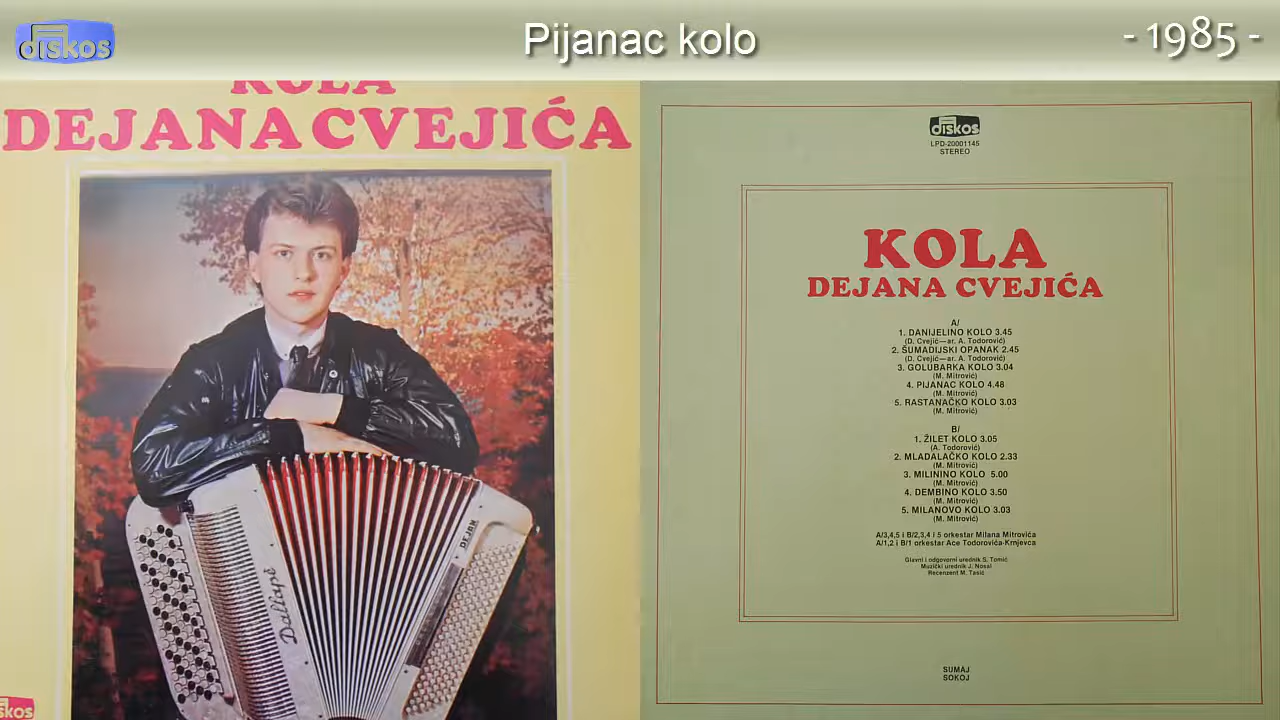 diskos
Pijanac kolo
- 1985 -
KOLA
DEJANA CVEJIĆA
Dallape
DEJAN
diskos
LPD-20001145
STEREO
KOLA
DEJANA CVEJIĆA
A/
1. DANIJELINO KOLO 3.45
(D. Cvejić—ar. A. Todorović)
2. ŠUMADIJSKI OPANAK 2.45
(D. Cvejić—ar. A. Todorović)
3. GOLUBARKA KOLO 3.04
(M. Mitrović)
4. PIJANAC KOLO 4.48
(M. Mitrović)
5. RASTANAČKO KOLO 3.03
(M. Mitrović)
B/
1. ŽILET KOLO 3.05
(A. Todorović)
2. MLADALAČKO KOLO 2.33
(M. Mitrović)
3. MILININO KOLO 5.00
(M. Mitrović)
4. DEMBINO KOLO 3.50
(M. Mitrović)
5. MILANOVO KOLO 3.03
(M. Mitrović)
A/3,4,5 i B/2,3,4 i 5 orkestar Milana Mitrovića
A/1,2 i B/1 orkestar Ace Todorovića-Krnjevca
Glavni i odgovorni urednik S. Tomić
Muzički urednik J. Nosal
Recenzent M. Tasić
SUMAJ
SOKOJ
skos